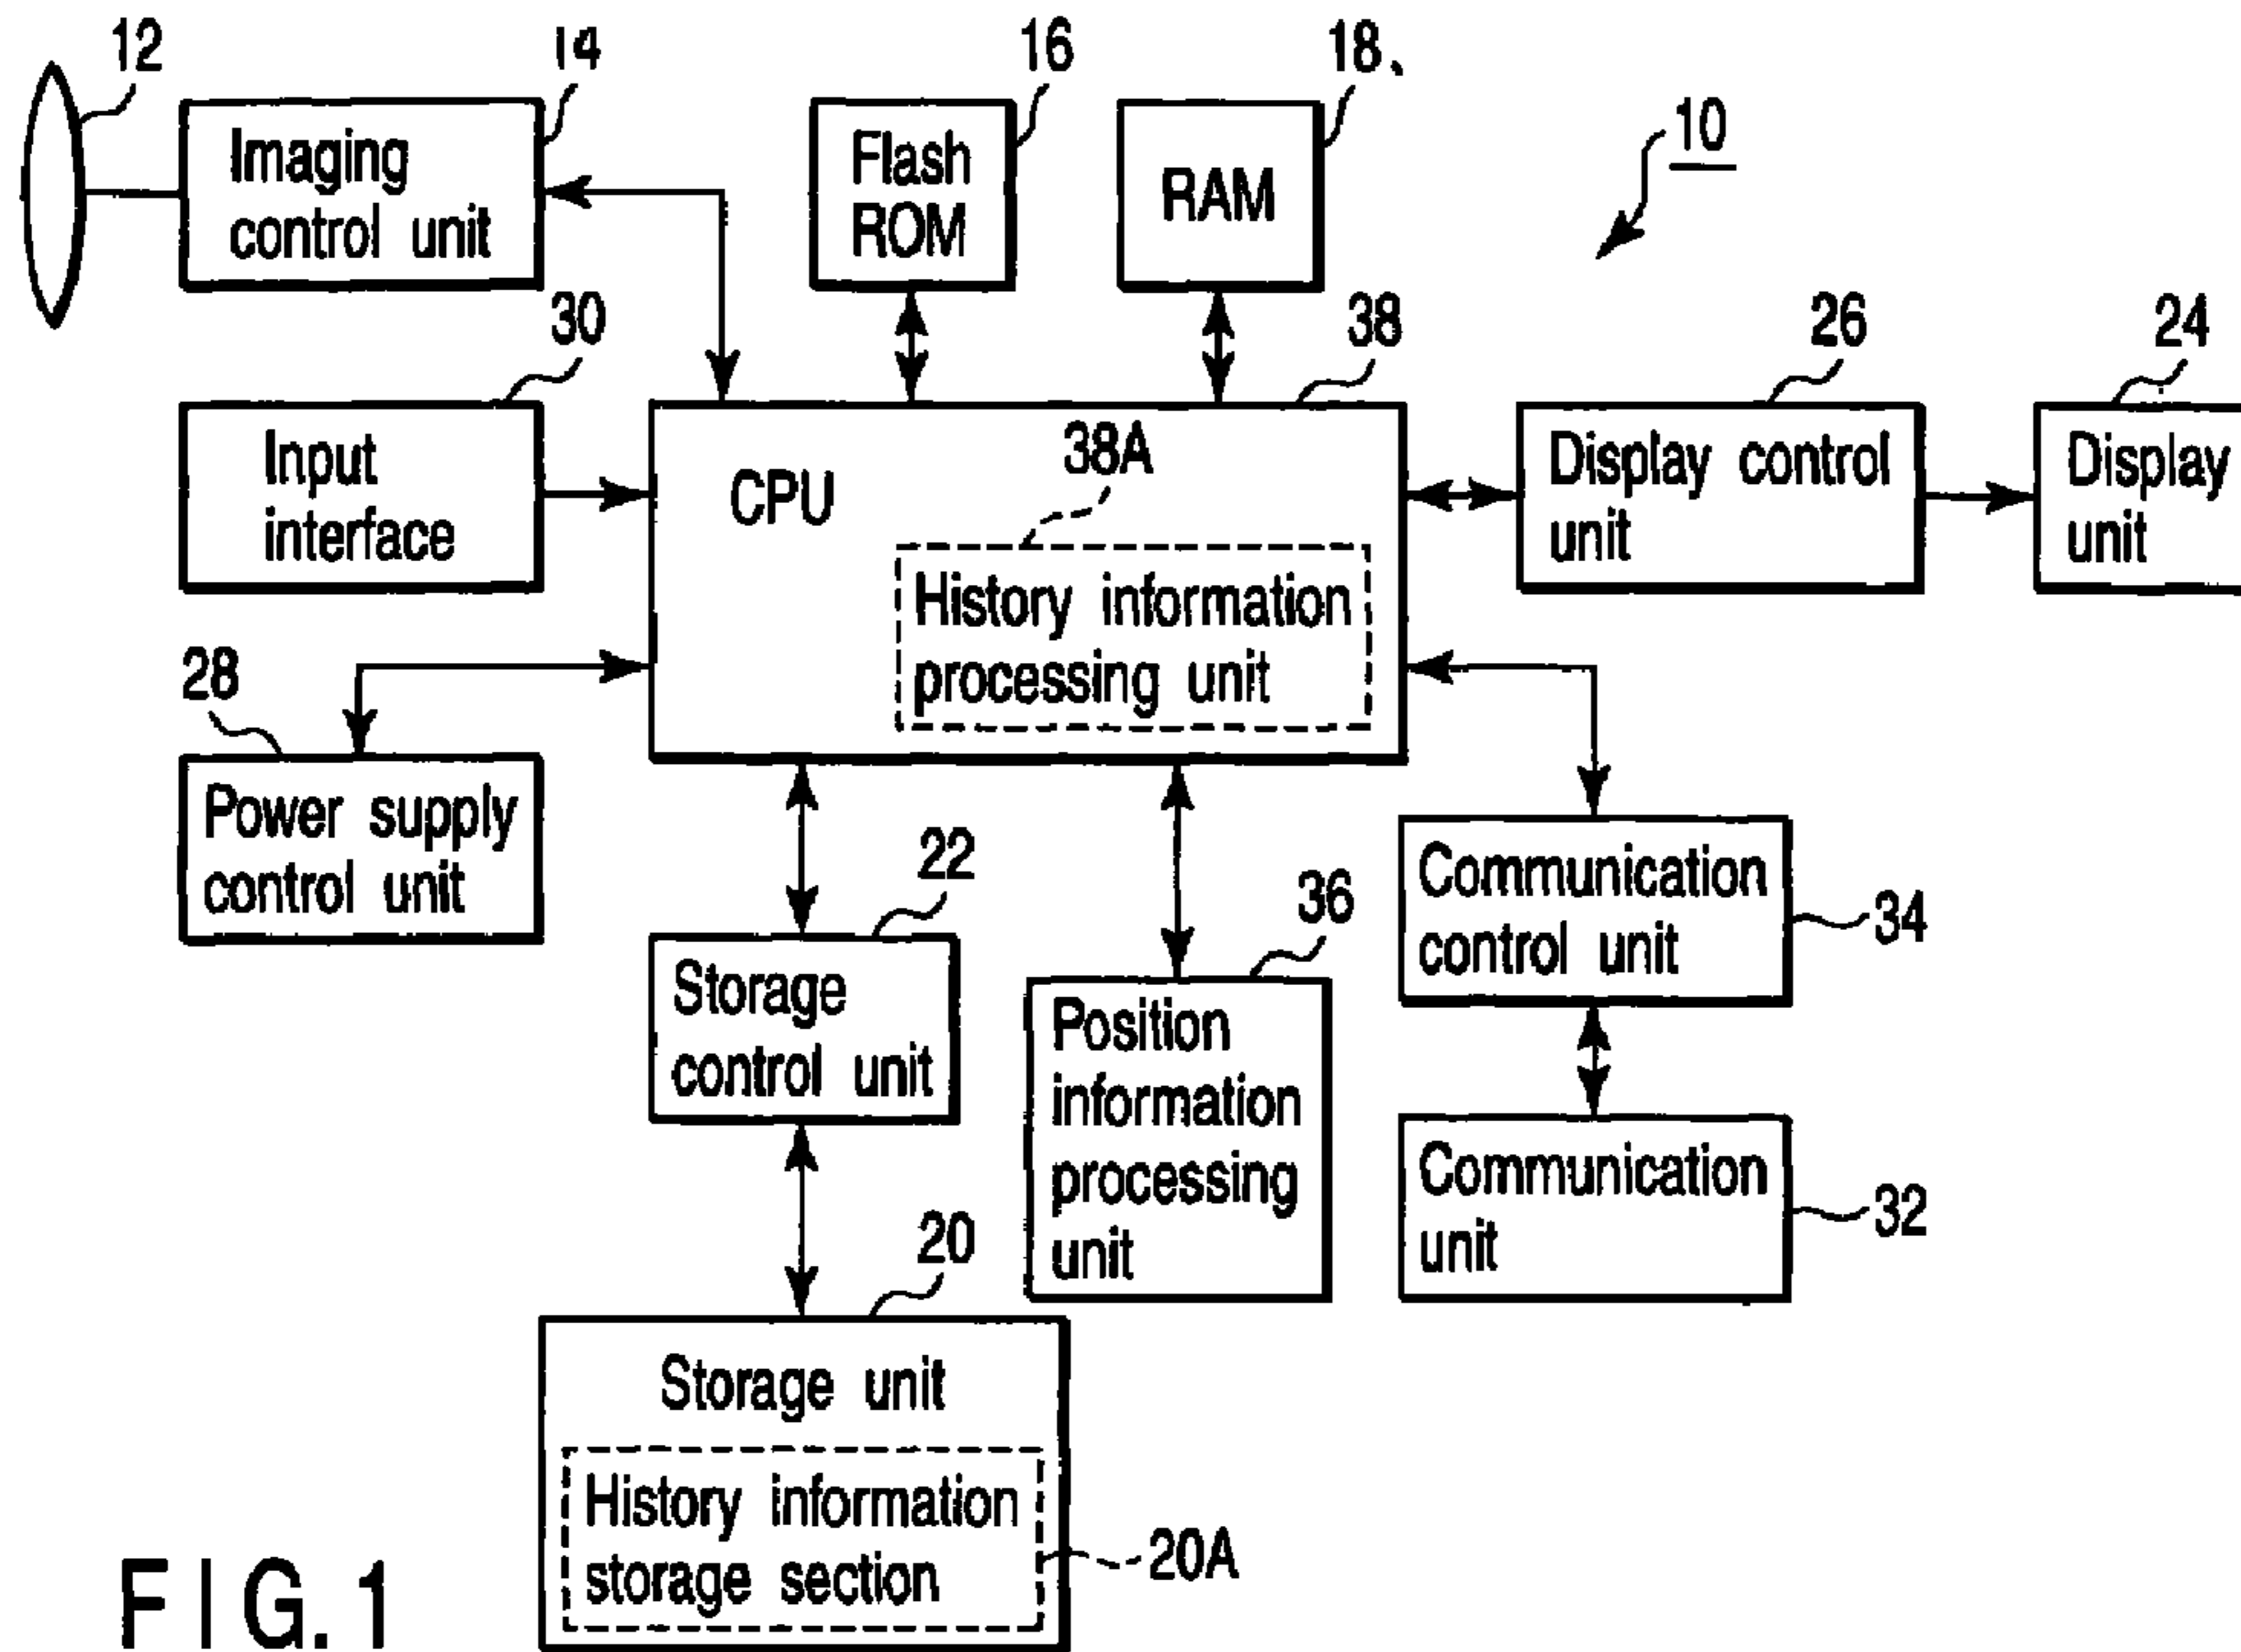 12
14
16
18
10
Imaging
control unit
Flash
ROM
RAM
30
38
26
24
Input
interface
CPU
38A
History information
processing unit
Display control
unit
Display
unit
28
Power supply
control unit
22
Storage
control unit
36
Position
information
processing
unit
Communication
control unit
34
Communication
unit
32
20
Storage unit
History information
storage section
20A
FIG.1